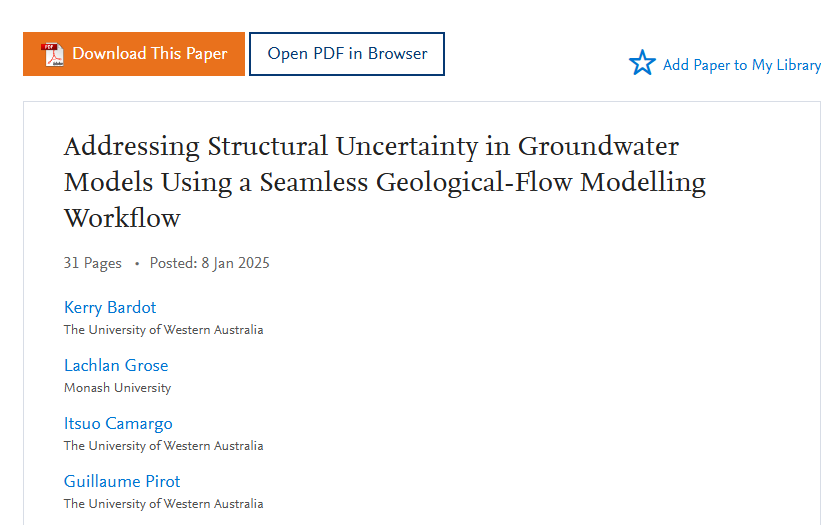 Download This Paper
Open PDF in Browser
Add Paper to My Library
Addressing Structural Uncertainty in Groundwater
Models Using a Seamless Geological-Flow Modelling
Workflow
31 Pages • Posted: 8 Jan 2025
Kerry Bardot
The University of Western Australia
Lachlan Grose
Monash University
Itsuo Camargo
The University of Western Australia
Guillaume Pirot
The University of Western Australia